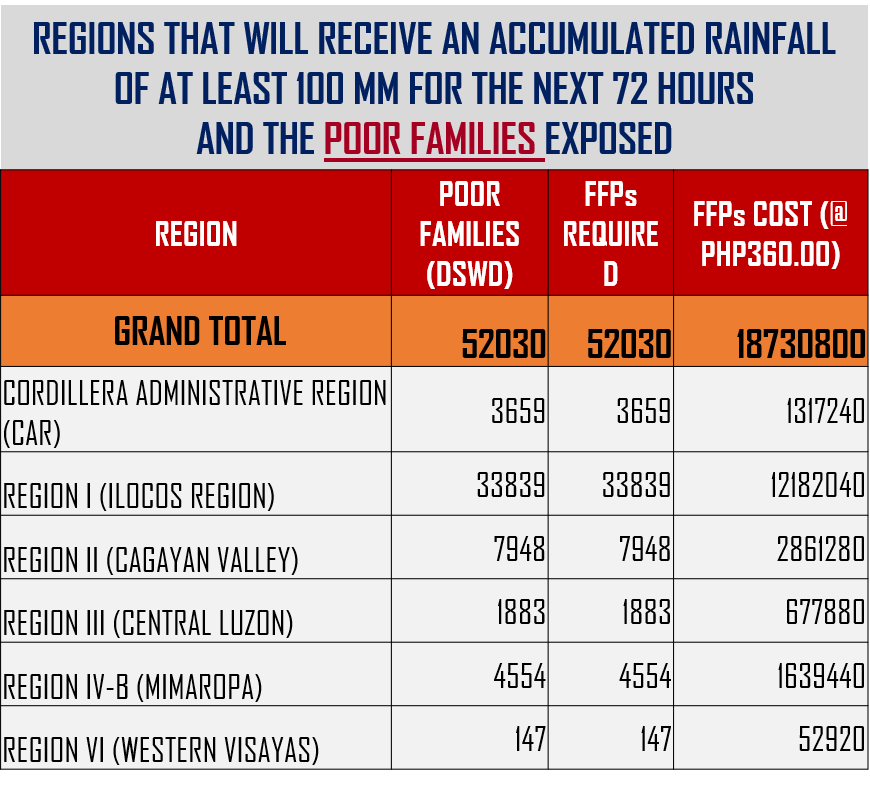 REGIONS THAT WILL RECEIVE AN ACCUMULATED RAINFALL
OF AT LEAST 100 MM FOR THE NEXT 72 HOURS
AND THE POOR FAMILIES EXPOSED
REGION
POOR
FAMILIES
(DSWD)
FFPs
REQUIRE
D
FFPs COST (@
PHP360.00)
GRAND TOTAL 52030 52030 18730800
CORDILLERA ADMINISTRATIVE REGION
(CAR) 3659 3659 1317240
REGION I (ILOCOS REGION) 33839 33839 12182040
REGION II (CAGAYAN VALLEY) 7948 7948 2861280
REGION III (CENTRAL LUZON) 1883 1883 677880
REGION IV-B (MIMAROPA) 4554 4554 1639440
REGION VI (WESTERN VISAYAS) 147 147 52920